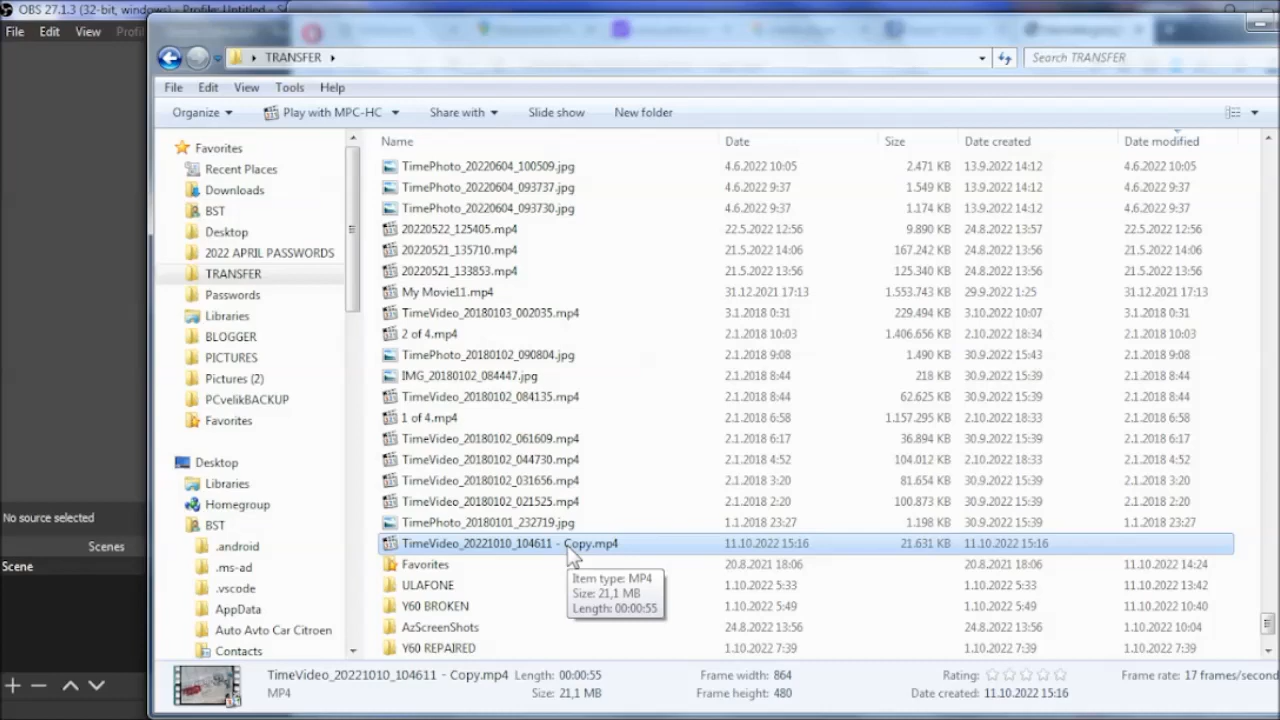 OBS 27.1.3 (32-bit, windows) - Profile: Untitled - S
File Edit View Profil
TRANSFER
Search TRANSFER
File Edit View Tools Help
Organize Play with MPC-HC Share with Slide show New folder
Name Date Size Date created Date modified
Favorites
Recent Places
Downloads
BST
Desktop
2022 APRIL PASSWORDS
TRANSFER
Passwords
Libraries
BLOGGER
PICTURES
Pictures (2)
PCvelikBACKUP
Favorites
Desktop
Libraries
Homegroup
BST
.android
.ms-ad
.vscode
AppData
Auto Avto Car Citroen
Contacts
TimePhoto_20220604_100509.jpg 4.6.2022 10:05 2.471 KB 13.9.2022 14:12 4.6.2022 10:05
TimePhoto_20220604_093737.jpg 4.6.2022 9:37 1.549 KB 13.9.2022 14:12 4.6.2022 9:37
TimePhoto_20220604_093730.jpg 4.6.2022 9:37 1.174 KB 13.9.2022 14:12 4.6.2022 9:37
20220522_125405.mp4 22.5.2022 12:56 9.890 KB 24.8.2022 13:57 22.5.2022 12:56
20220521_135710.mp4 21.5.2022 14:06 167.242 KB 24.8.2022 13:56 21.5.2022 14:06
20220521_133853.mp4 21.5.2022 13:56 125.340 KB 24.8.2022 13:56 21.5.2022 13:56
My Movie11.mp4 31.12.2021 17:13 1.553.743 KB 29.9.2022 1:25 31.12.2021 17:13
TimeVideo_20180103_002035.mp4 3.1.2018 0:31 229.494 KB 3.10.2022 10:07 3.1.2018 0:31
2 of 4.mp4 2.1.2018 10:03 1.406.656 KB 2.10.2022 18:34 2.1.2018 10:03
TimePhoto_20180102_090804.jpg 2.1.2018 9:08 1.490 KB 30.9.2022 15:43 2.1.2018 9:08
IMG_20180102_084447.jpg 2.1.2018 8:44 218 KB 30.9.2022 15:39 2.1.2018 8:44
TimeVideo_20180102_084135.mp4 2.1.2018 8:44 62.625 KB 30.9.2022 15:39 2.1.2018 8:44
1 of 4.mp4 2.1.2018 6:58 1.157.295 KB 2.10.2022 18:33 2.1.2018 6:58
TimeVideo_20180102_061609.mp4 2.1.2018 6:17 36.894 KB 30.9.2022 15:39 2.1.2018 6:17
TimeVideo_20180102_044730.mp4 2.1.2018 4:52 104.012 KB 2.10.2022 18:33 2.1.2018 4:52
TimeVideo_20180102_031656.mp4 2.1.2018 3:20 81.654 KB 30.9.2022 15:39 2.1.2018 3:20
TimeVideo_20180102_021525.mp4 2.1.2018 2:20 100.873 KB 30.9.2022 15:39 2.1.2018 2:20
TimePhoto_20180101_232719.jpg 1.1.2018 23:27 1.198 KB 30.9.2022 15:39 1.1.2018 23:27
TimeVideo_20221010_104611 - Copy.mp4 11.10.2022 15:16 21.631 KB 11.10.2022 15:16
Favorites 20.8.2021 18:06 20.8.2021 18:06 11.10.2022 14:24
ULAFONE 1.10.2022 5:33 1.10.2022 5:33 11.10.2022 13:42
Y60 BROKEN 1.10.2022 5:49 1.10.2022 5:49 11.10.2022 10:40
AzScreenShots 24.8.2022 13:56 24.8.2022 13:56 1.10.2022 10:04
Y60 REPAIRED 1.10.2022 7:39 1.10.2022 7:39 1.10.2022 7:39
Item type: MP4
Size: 21,1 MB
Length: 00:00:55
No source selected
Scenes
Scene
TimeVideo_20221010_104611 - Copy.mp4 Length: 00:00:55 Frame width: 864 Rating: Frame rate: 17 frames/second
MP4 Size: 21,1 MB Frame height: 480 Date created: 11.10.2022 15:16